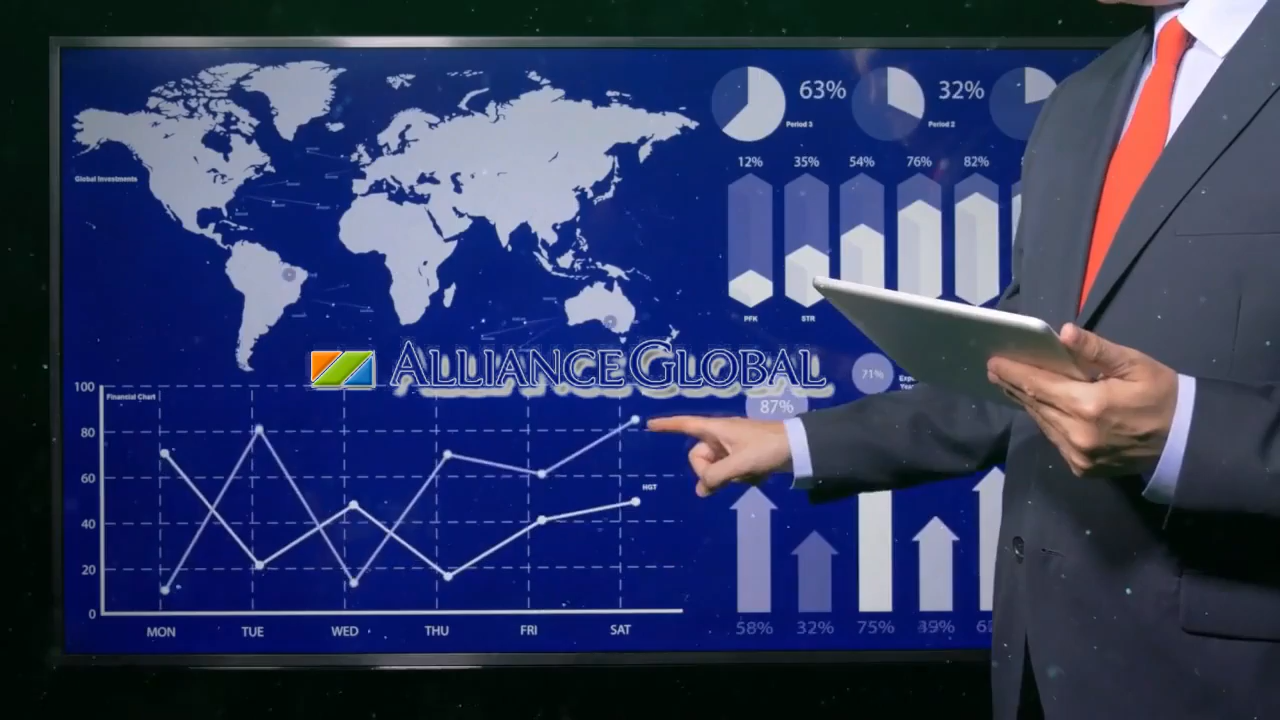 63%
32%
Period 3
Period 2
12%
35%
54%
76%
82%
Global Investments
PFK
STR
ALLIANCE GLOBAL
71%
87%
100
Financial Chart
80
60
HGT
40
20
0
MON
TUE
WED
THU
FRI
SAT
58%
32%
75%
39%